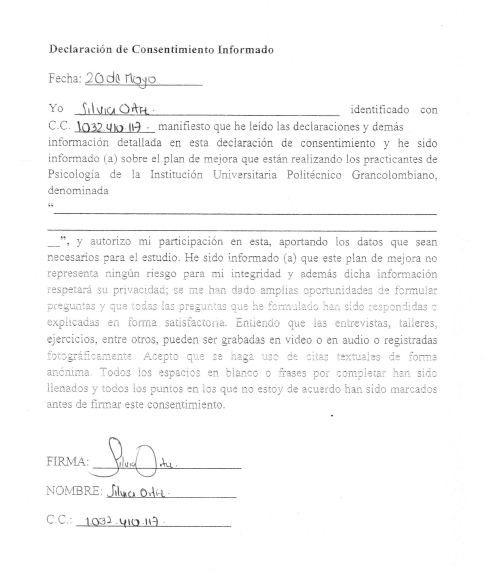 Declaración de Consentimiento Informado
Fecha: 20 de Mayo
Yo Silvia Ortz. identificado con
C.C. 1.032.410.117. manifiesto que he leído las declaraciones y demás
información detallada en esta declaración de consentimiento y he sido
informado (a) sobre el plan de mejora que están realizando los practicantes de
Psicología de la Institución Universitaria Politécnico Grancolombiano,
denominada
“
__”, y autorizo mi participación en esta, aportando los datos que sean
necesarios para el estudio. He sido informado (a) que este plan de mejora no
representa ningún riesgo para mi integridad y además dicha información
respetará su privacidad; se me han dado amplias oportunidades de formular
preguntas y que todas las preguntas que he formulado han sido respondidas o
explicadas en forma satisfactoria. Entiendo que las entrevistas, talleres,
ejercicios, entre otros, pueden ser grabadas en video o en audio o registradas
fotográficamente. Acepto que se haga uso de citas textuales de forma
anónima. Todos los espacios en blanco o frases por completar han sido
llenados y todos los puntos en los que no estoy de acuerdo han sido marcados
antes de firmar este consentimiento.
FIRMA: Silvia Ortz.
NOMBRE: Silvia Ortz.
C.C.: 1.032.410.117.